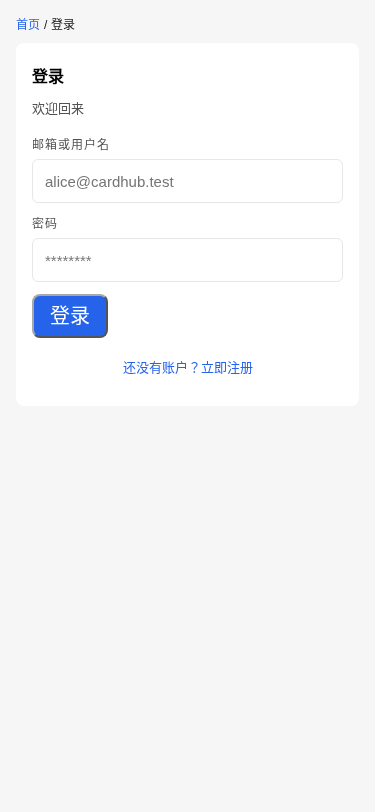 首页 / 登录
登录
欢迎回来
邮箱或用户名
alice@cardhub.test
密码
********
登录
还没有账户？立即注册